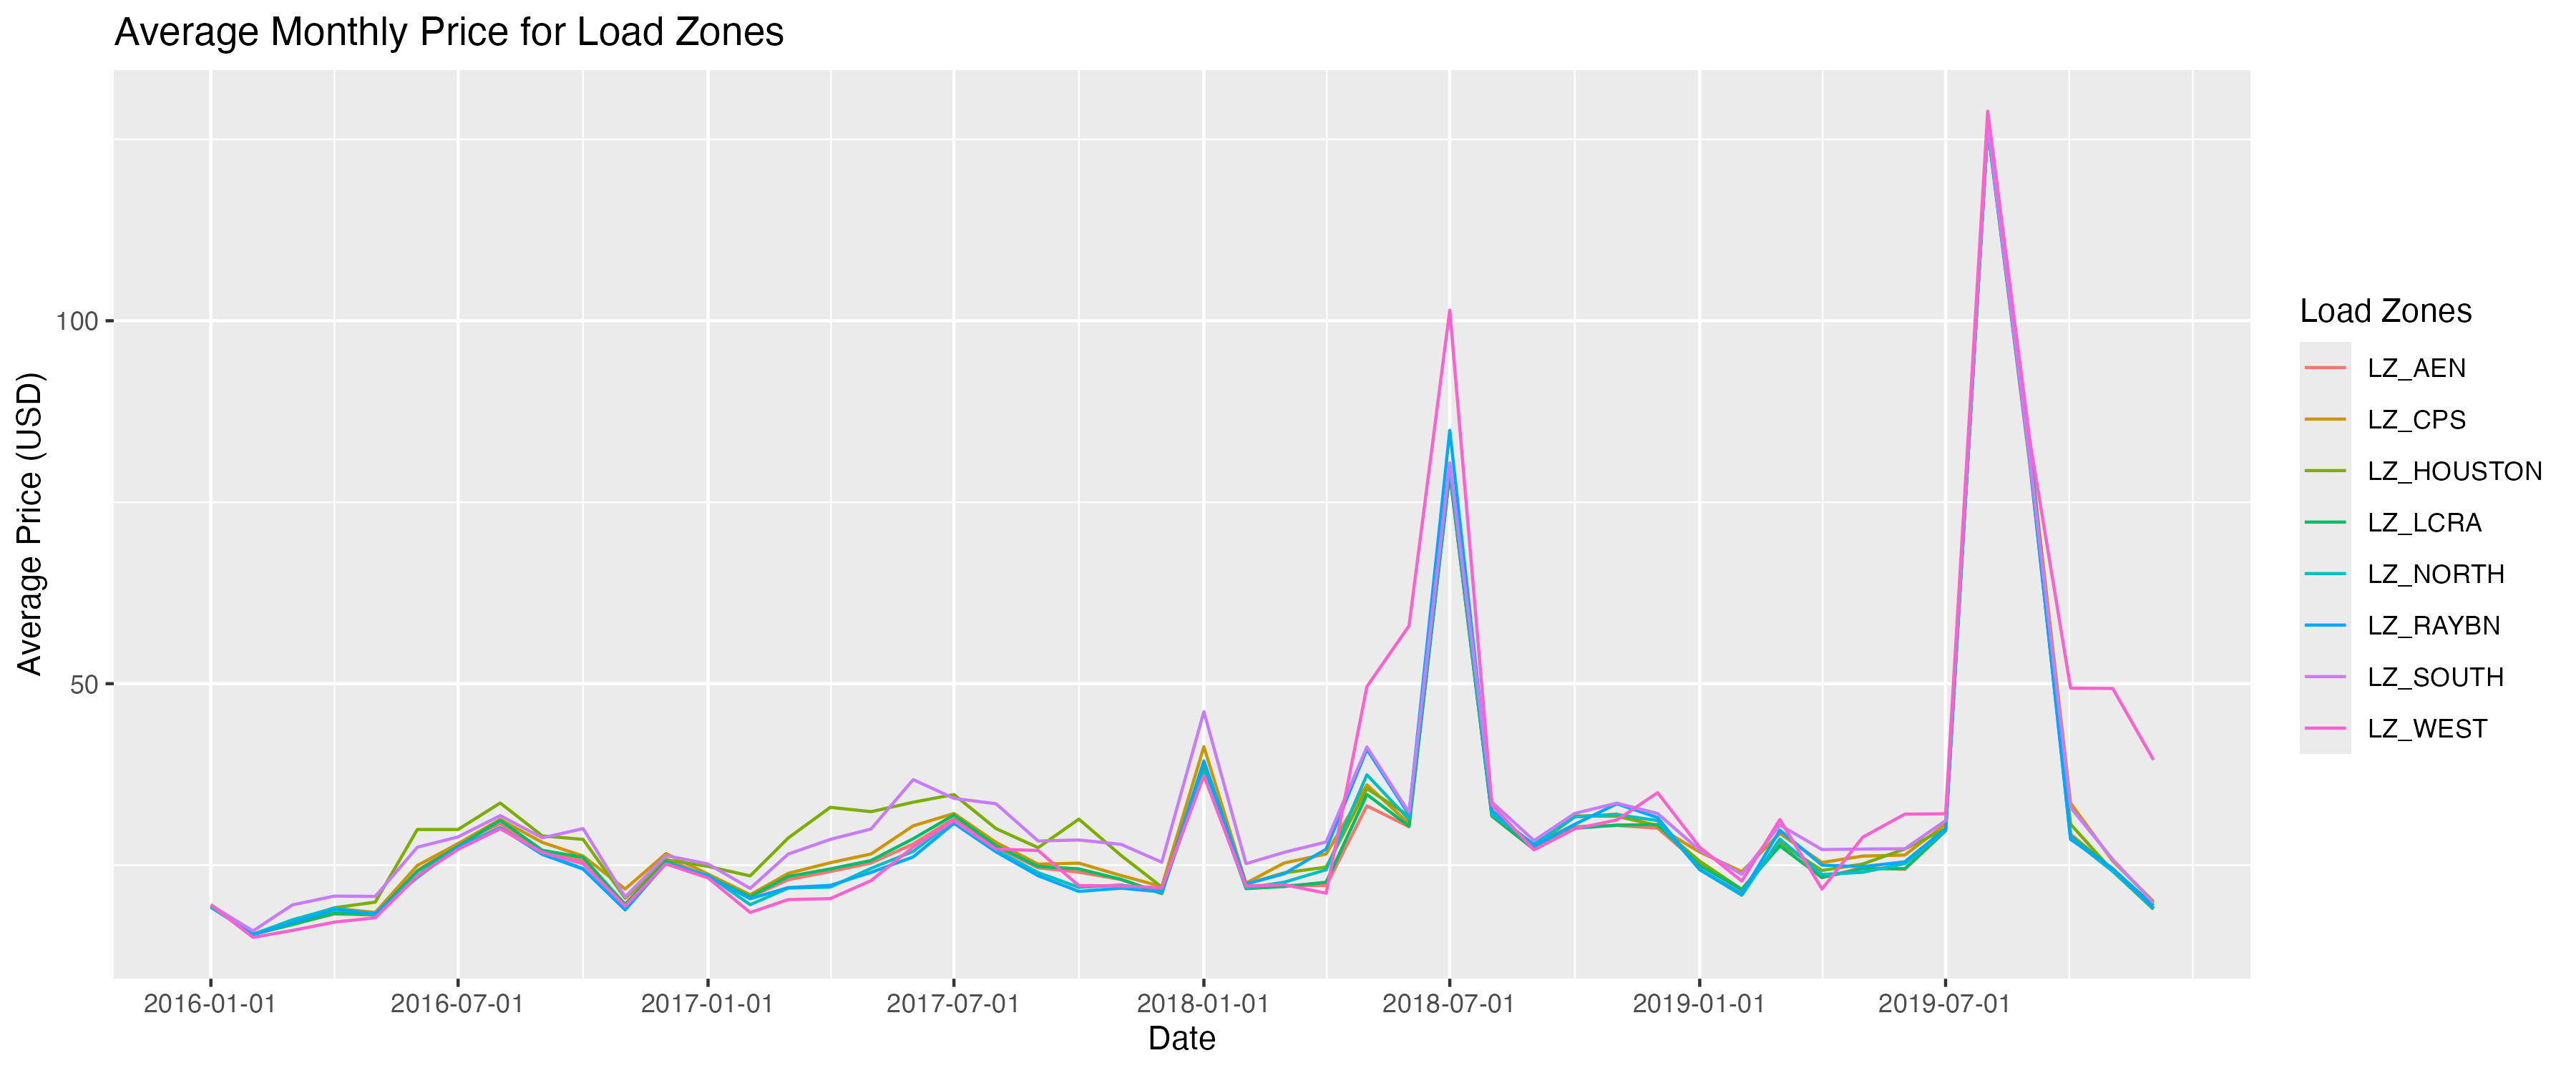 Average Monthly Price for Load Zones
Average Price (USD)
100
50
2016-01-01
2016-07-01
2017-01-01
2017-07-01
2018-01-01
2018-07-01
2019-01-01
2019-07-01
Date
Load Zones
LZ_AEN
LZ_CPS
LZ_HOUSTON
LZ_LCRA
LZ_NORTH
LZ_RAYBN
LZ_SOUTH
LZ_WEST